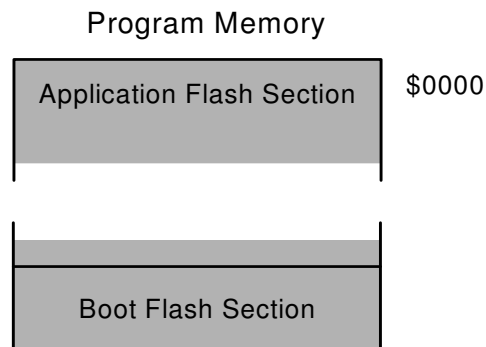 Program Memory
Application Flash Section
$0000
Boot Flash Section